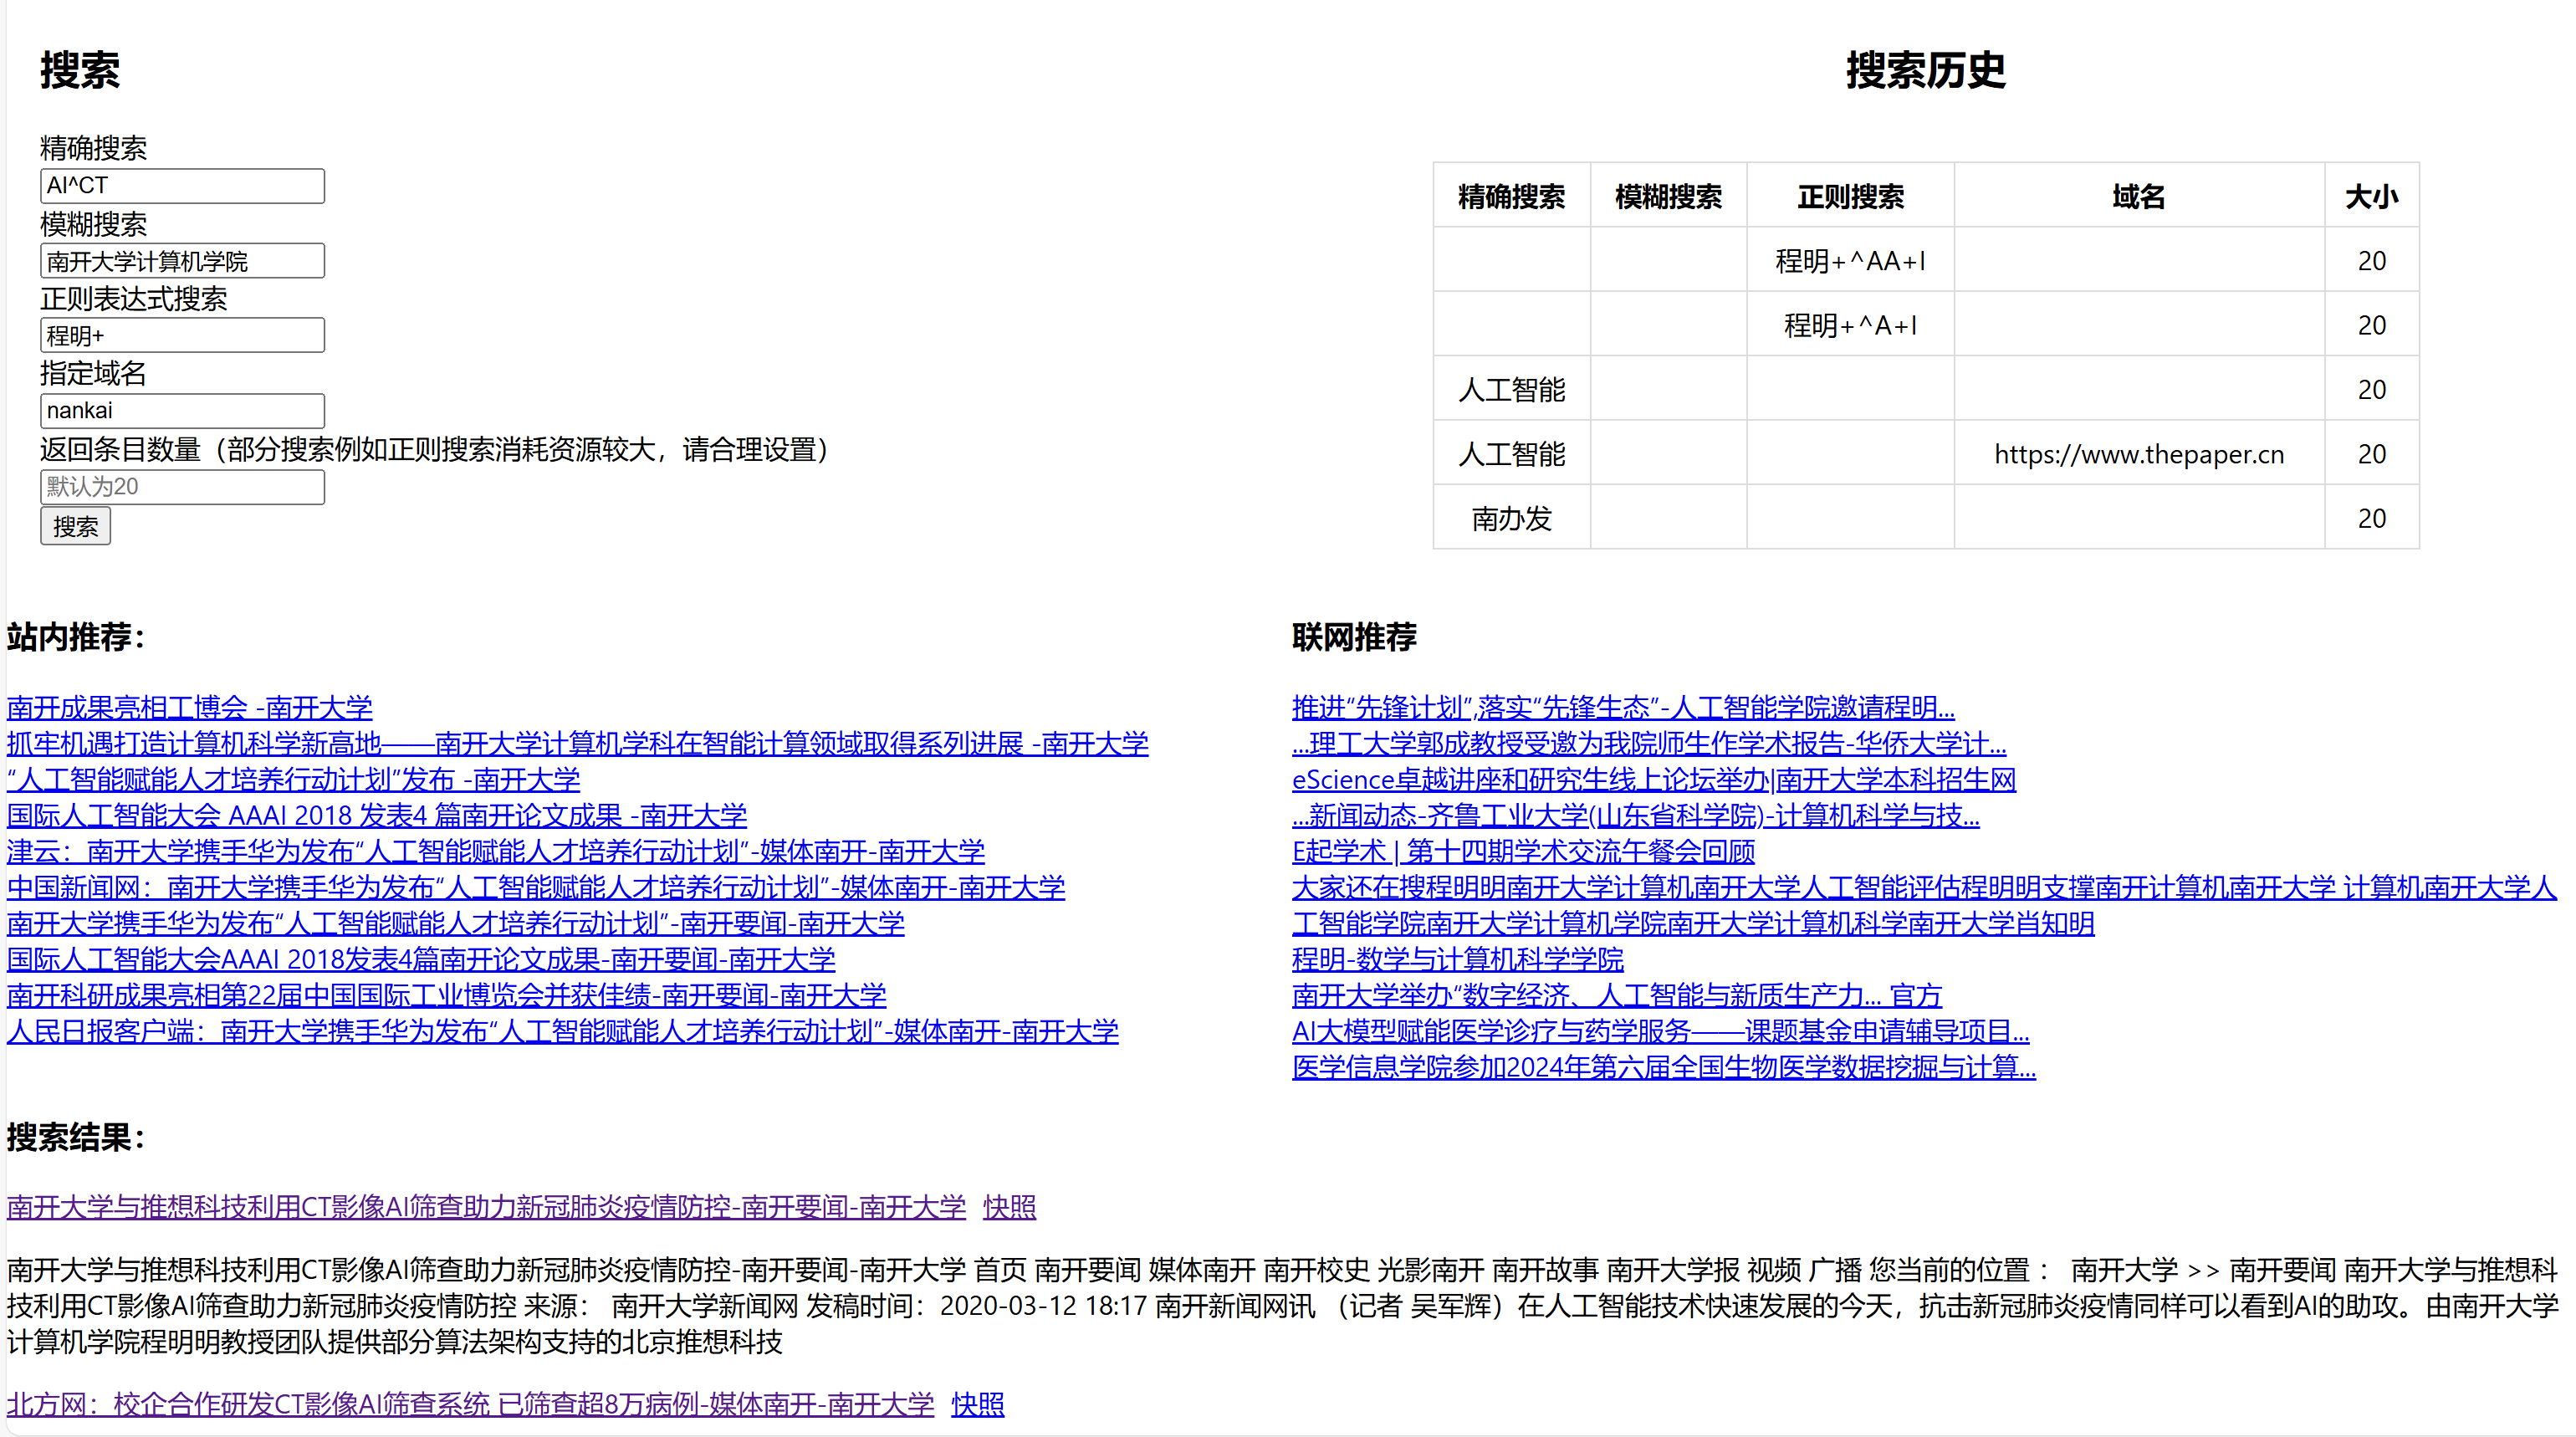 搜索
精确搜索
AI^CT
模糊搜索
南开大学计算机学院
正则表达式搜索
程明+
指定域名
nankai
返回条目数量（部分搜索例如正则搜索消耗资源较大，请合理设置）
默认为20
搜索
搜索历史
精确搜索 模糊搜索 正则搜索 域名 大小
程明+^AA+I 20
程明+^A+I 20
人工智能 20
人工智能 https://www.thepaper.cn 20
南办发 20
站内推荐：
南开成果亮相工博会 -南开大学
抓牢机遇打造计算机科学新高地——南开大学计算机学科在智能计算领域取得系列进展 -南开大学
“人工智能赋能人才培养行动计划”发布 -南开大学
国际人工智能大会 AAAI 2018 发表4 篇南开论文成果 -南开大学
津云：南开大学携手华为发布“人工智能赋能人才培养行动计划”-媒体南开-南开大学
中国新闻网：南开大学携手华为发布“人工智能赋能人才培养行动计划”-媒体南开-南开大学
南开大学携手华为发布“人工智能赋能人才培养行动计划”-南开要闻-南开大学
国际人工智能大会AAAI 2018发表4篇南开论文成果-南开要闻-南开大学
南开科研成果亮相第22届中国国际工业博览会并获佳绩-南开要闻-南开大学
人民日报客户端：南开大学携手华为发布“人工智能赋能人才培养行动计划”-媒体南开-南开大学
联网推荐
推进“先锋计划”,落实“先锋生态”-人工智能学院邀请程明...
...理工大学郭成教授受邀为我院师生作学术报告-华侨大学计...
eScience卓越讲座和研究生线上论坛举办|南开大学本科招生网
...新闻动态-齐鲁工业大学(山东省科学院)-计算机科学与技...
E起学术 | 第十四期学术交流午餐会回顾
大家还在搜程明明南开大学计算机南开大学人工智能评估程明明支撑南开计算机南开大学 计算机南开大学人
工智能学院南开大学计算机学院南开大学计算机科学南开大学肖知明
程明-数学与计算机科学学院
南开大学举办“数字经济、人工智能与新质生产力... 官方
AI大模型赋能医学诊疗与药学服务——课题基金申请辅导项目...
医学信息学院参加2024年第六届全国生物医学数据挖掘与计算...
搜索结果：
南开大学与推想科技利用CT影像AI筛查助力新冠肺炎疫情防控-南开要闻-南开大学 快照
南开大学与推想科技利用CT影像AI筛查助力新冠肺炎疫情防控-南开要闻-南开大学 首页 南开要闻 媒体南开 南开校史 光影南开 南开故事 南开大学报 视频 广播 您当前的位置 ： 南开大学 >> 南开要闻 南开大学与推想科
技利用CT影像AI筛查助力新冠肺炎疫情防控 来源： 南开大学新闻网 发稿时间：2020-03-12 18:17 南开新闻网讯 （记者 吴军辉）在人工智能技术快速发展的今天，抗击新冠肺炎疫情同样可以看到AI的助攻。由南开大学
计算机学院程明明教授团队提供部分算法架构支持的北京推想科技
北方网：校企合作研发CT影像AI筛查系统 已筛查超8万病例-媒体南开-南开大学 快照